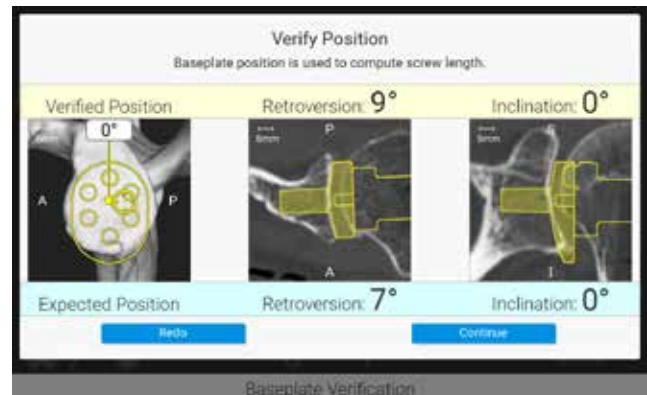 Verify Position
Baseplate position is used to compute screw length.
Verified Position Retroversion: 9° Inclination: 0°
0°
A P
P
A
I
Expected Position Retroversion: 7° Inclination: 0°
Redo Continue
Baseplate Verification